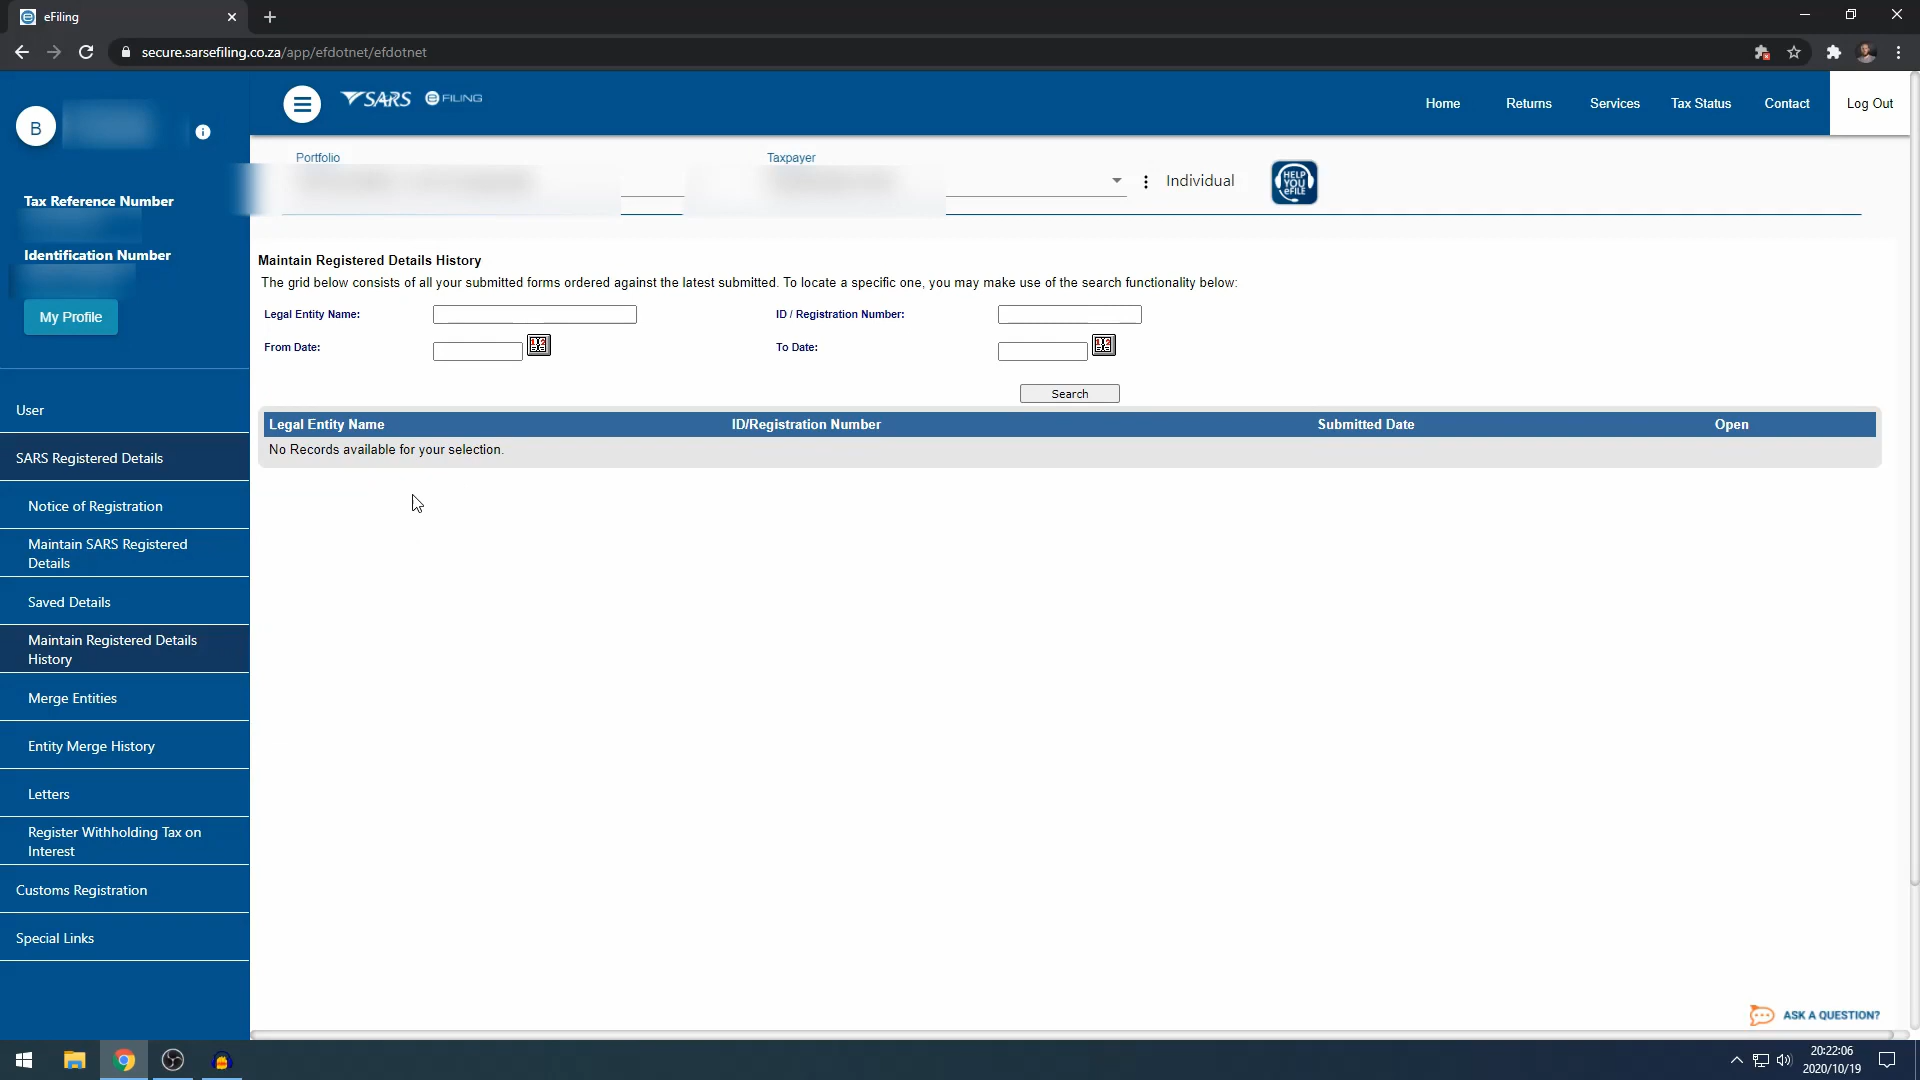 eFiling
secure.sarsefiling.co.za/app/efdotnet/efdotnet
B
Tax Reference Number
Identification Number
My Profile
User
SARS Registered Details
Notice of Registration
Maintain SARS Registered
Details
Saved Details
Maintain Registered Details
History
Merge Entities
Entity Merge History
Letters
Register Withholding Tax on
Interest
Customs Registration
Special Links
SARS eFILING
Home Returns Services Tax Status Contact Log Out
Portfolio Taxpayer
Individual
HELP
YOU
eFILE
Maintain Registered Details History
The grid below consists of all your submitted forms ordered against the latest submitted. To locate a specific one, you may make use of the search functionality below:
Legal Entity Name: ID / Registration Number:
From Date: To Date:
Search
Legal Entity Name ID/Registration Number Submitted Date Open
No Records available for your selection.
ASK A QUESTION?
20:22:06
2020/10/19